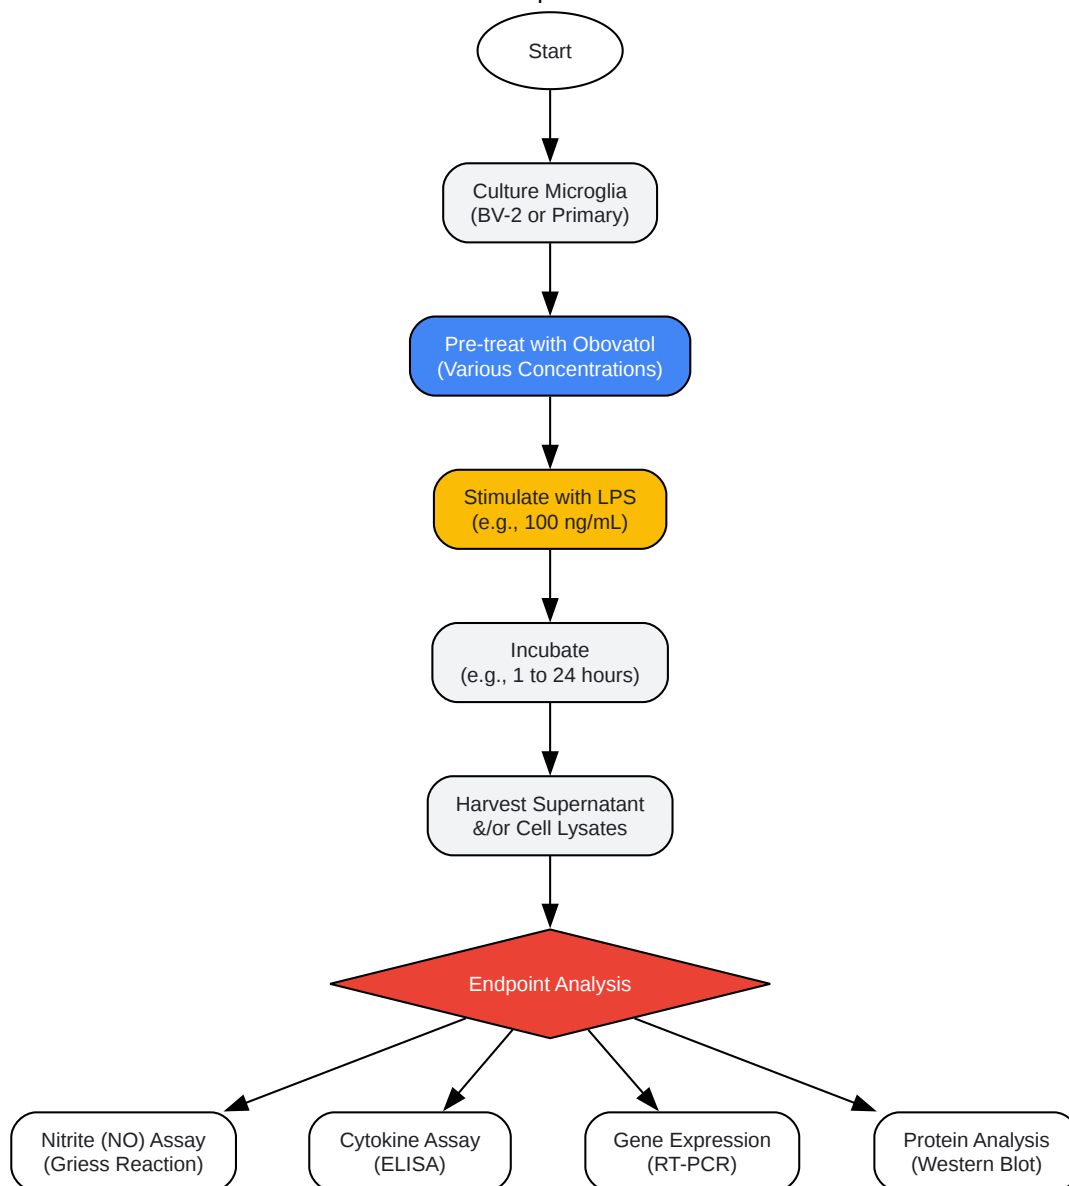 Start
Culture Microglia
(BV-2 or Primary)
Pre-treat with Obovatol
(Various Concentrations)
Stimulate with LPS
(e.g., 100 ng/mL)
Incubate
(e.g., 1 to 24 hours)
Harvest Supernatant
&/or Cell Lysates
Endpoint Analysis
Nitrite (NO) Assay
(Griess Reaction)
Cytokine Assay
(ELISA)
Gene Expression
(RT-PCR)
Protein Analysis
(Western Blot)